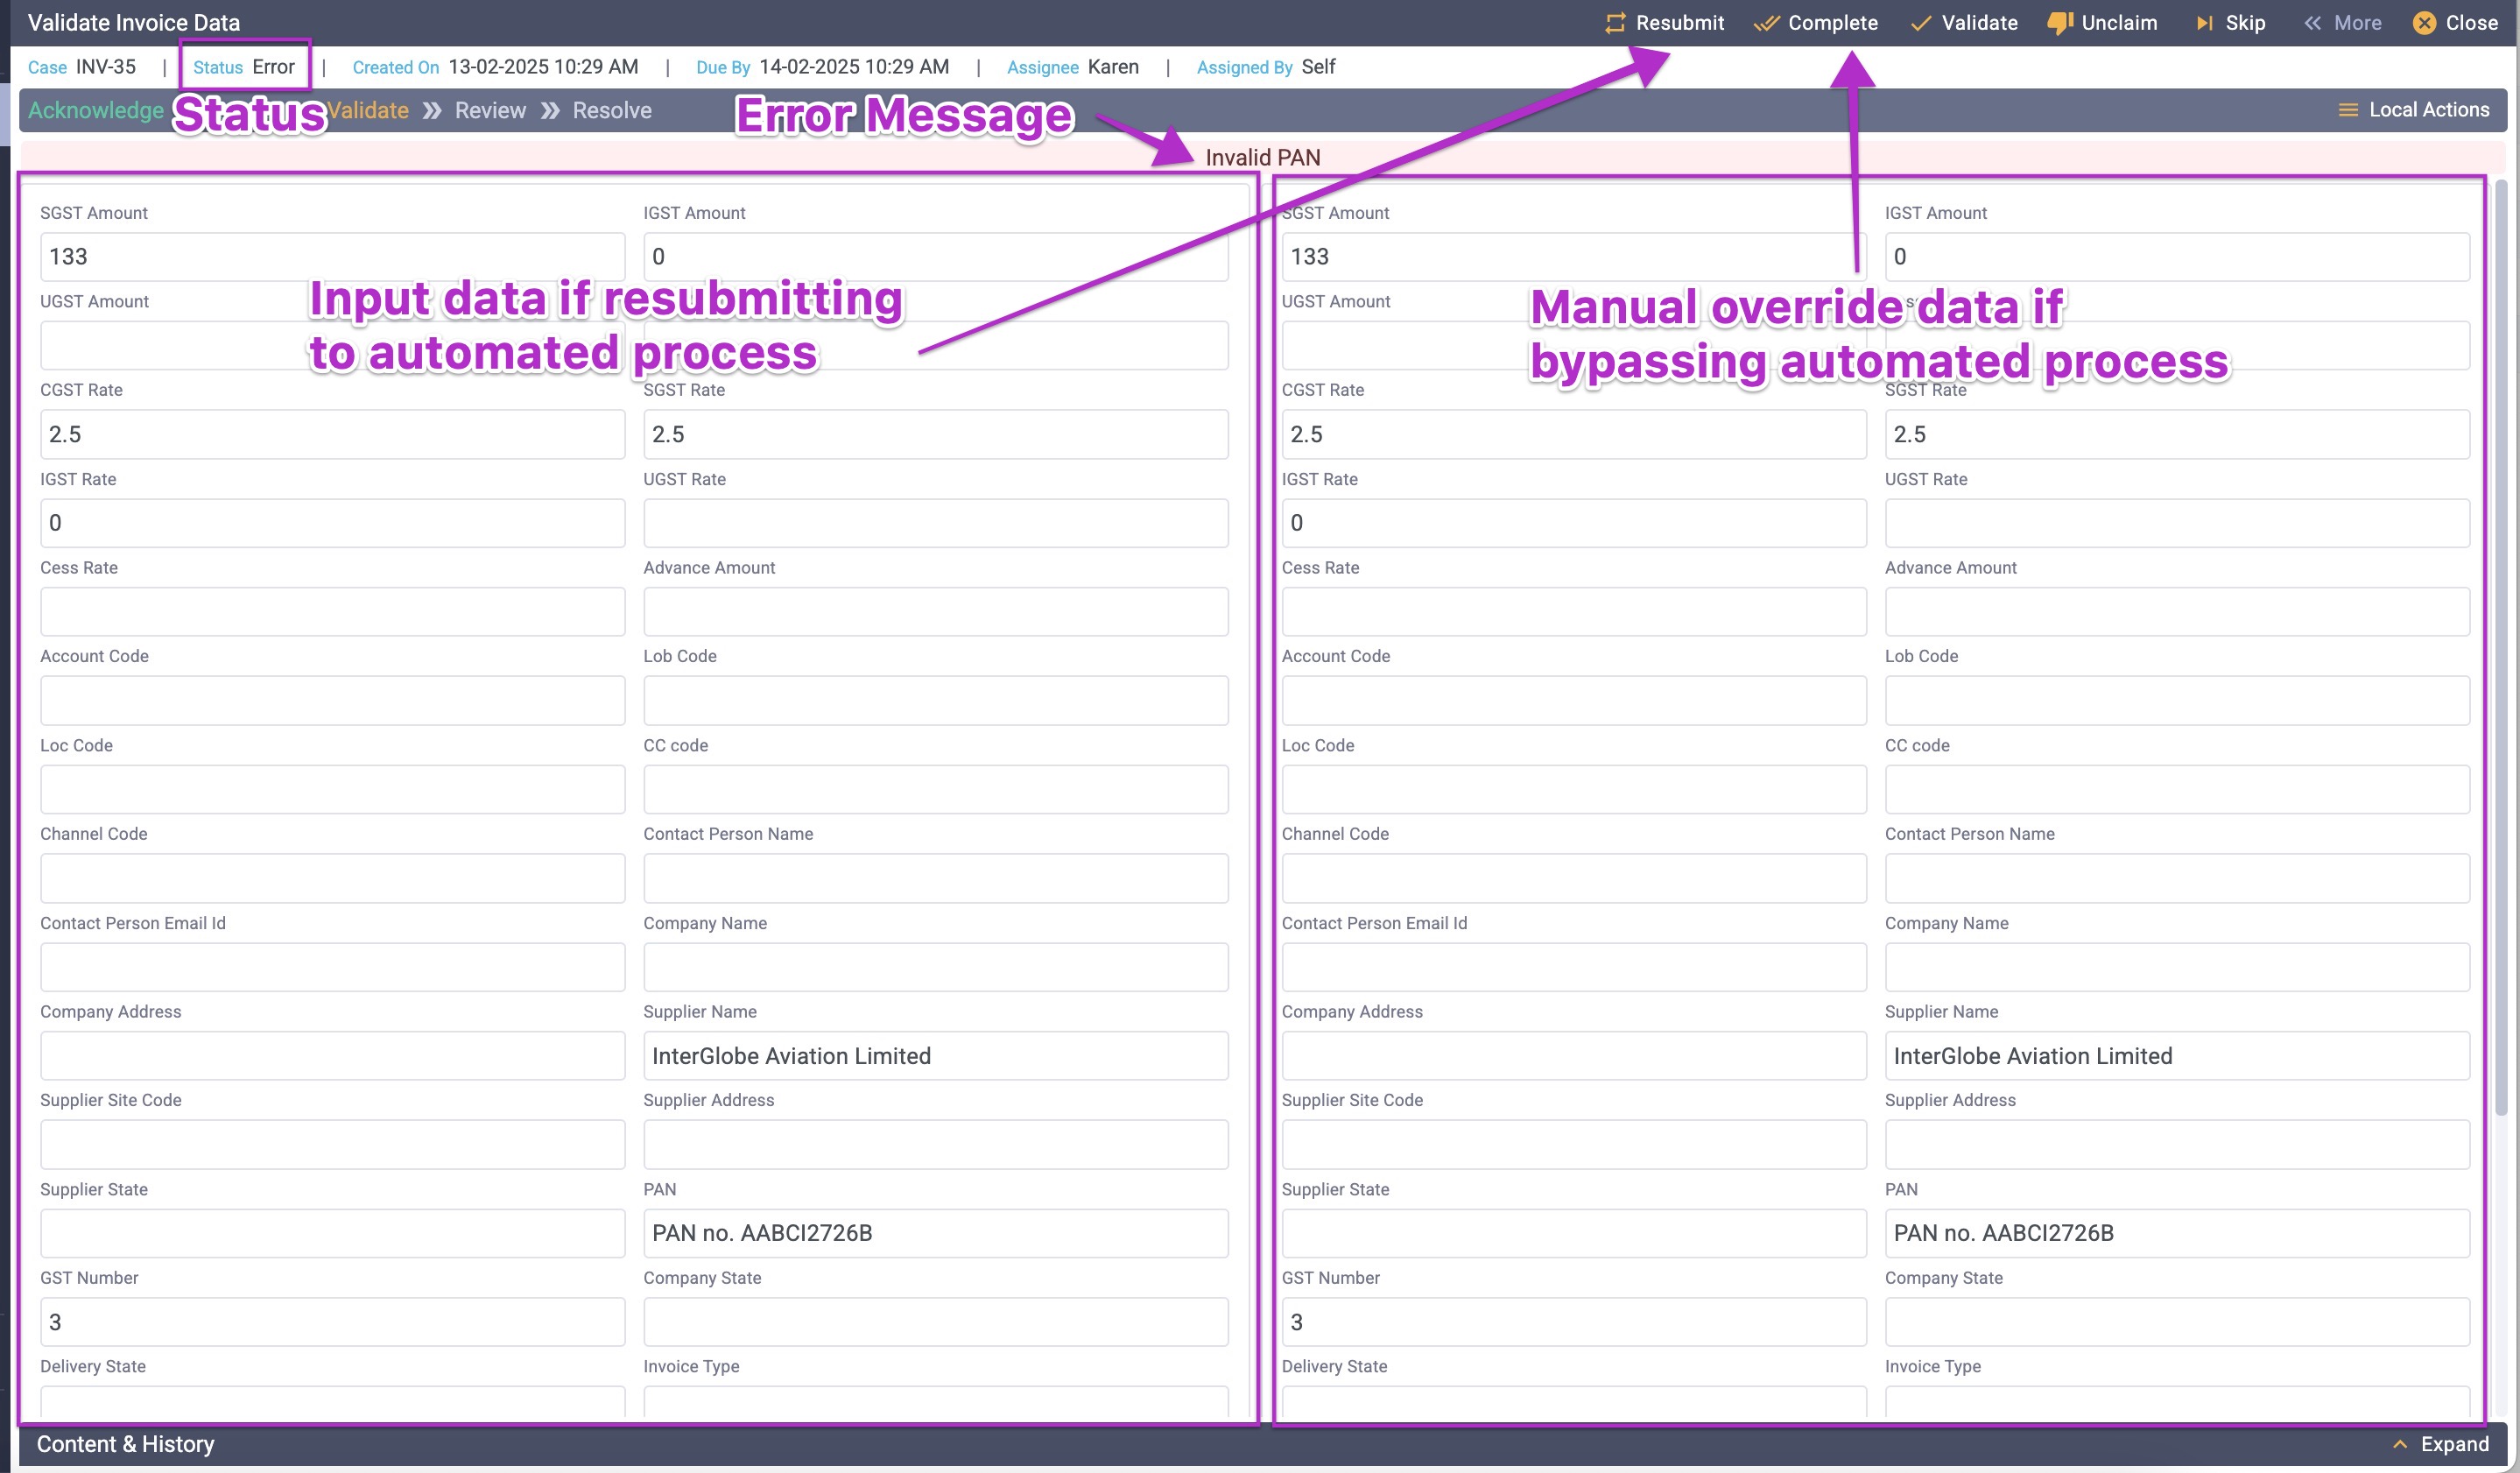 Validate Invoice Data Resubmit Complete Validate Unclaim Skip More Close
Case INV-35 | Status Error | Created On 13-02-2025 10:29 AM | Due By 14-02-2025 10:29 AM | Assignee Karen | Assigned By Self
Acknowledge Status Validate Review Resolve Error Message Local Actions
Invalid PAN
SGST Amount IGST Amount SGST Amount IGST Amount
133 0 133 0
UGST Amount UGST Amount
Input data if resubmitting
to automated process
Manual override data if
bypassing automated process
CGST Rate SGST Rate CGST Rate SGST Rate
2.5 2.5 2.5 2.5
IGST Rate UGST Rate IGST Rate UGST Rate
0 0
Cess Rate Advance Amount Cess Rate Advance Amount
Account Code Lob Code Account Code Lob Code
Loc Code CC code Loc Code CC code
Channel Code Contact Person Name Channel Code Contact Person Name
Contact Person Email Id Company Name Contact Person Email Id Company Name
Company Address Supplier Name Company Address Supplier Name
InterGlobe Aviation Limited InterGlobe Aviation Limited
Supplier Site Code Supplier Address Supplier Site Code Supplier Address
Supplier State PAN Supplier State PAN
PAN no. AABCI2726B PAN no. AABCI2726B
GST Number Company State GST Number Company State
3 3
Delivery State Invoice Type Delivery State Invoice Type
Content & History Expand